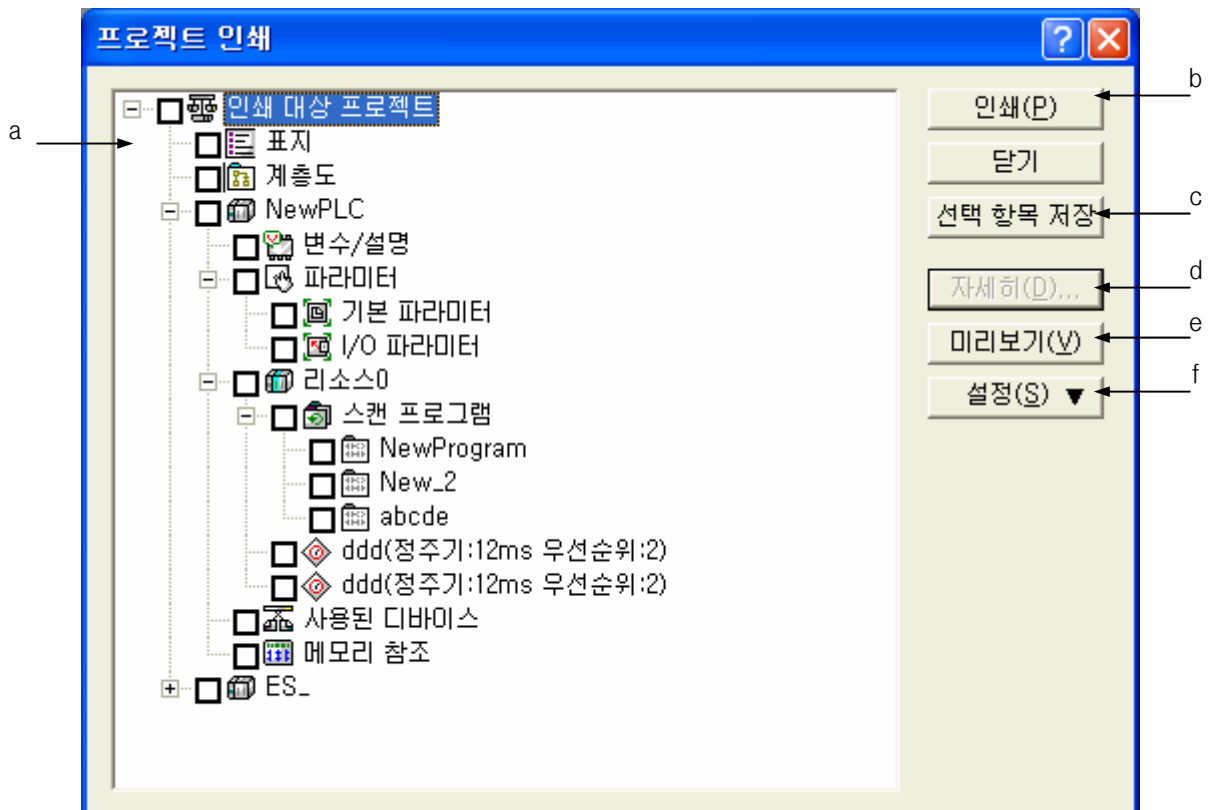 프로젝트 인쇄
인쇄 대상 프로젝트
표지
계층도
NewPLC
변수/설명
파라미터
기본 파라미터
I/O 파라미터
리소스0
스캔 프로그램
NewProgram
New_2
abcde
ddd(정주기:12ms 우선순위:2)
ddd(정주기:12ms 우선순위:2)
사용된 디바이스
메모리 참조
ES_
인쇄(P)
닫기
선택 항목 저장
자세히(D)...
미리보기(V)
설정(S) ▼
a
b
c
d
e
f